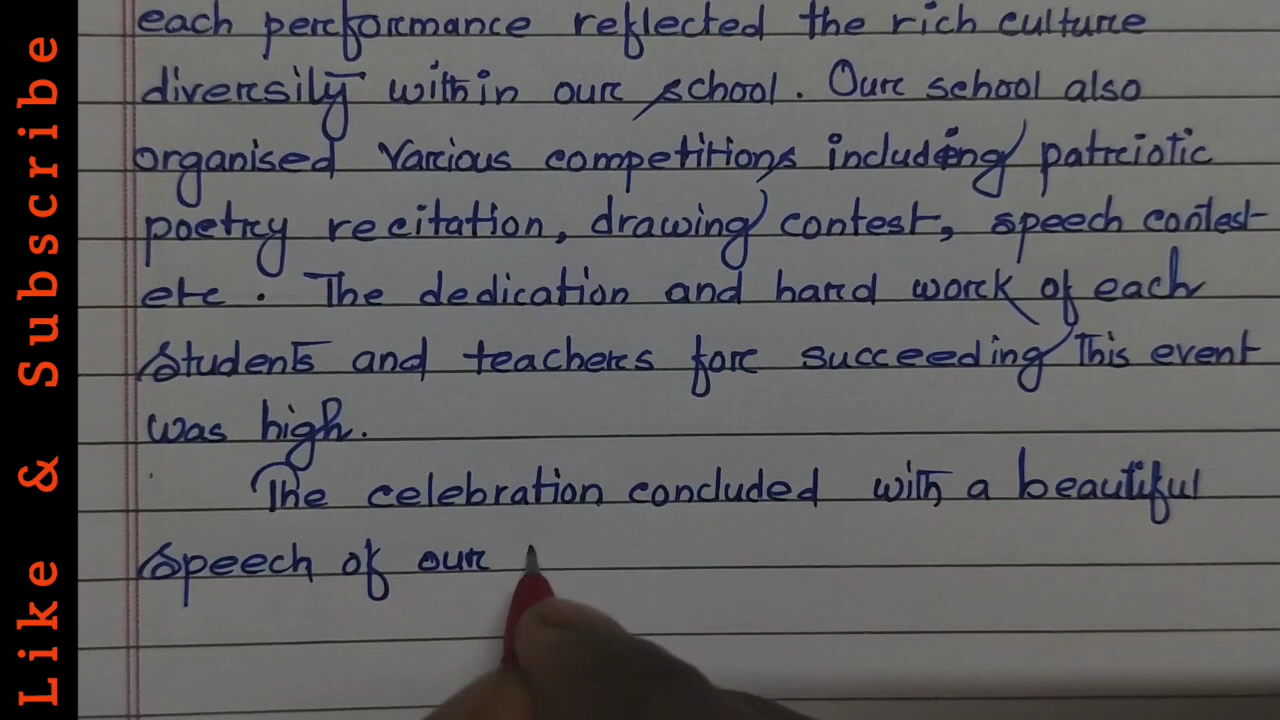 Like & Subscribe
each performance reflected the rich culture
diversily within our school. Our school also
organised various competitions including patriotic
poetry recitation, drawing contest, speech contest
etc. The dedication and hard work of each
students and teachers for succeeding This event
was high.
The celebration concluded with a beautiful
speech of our